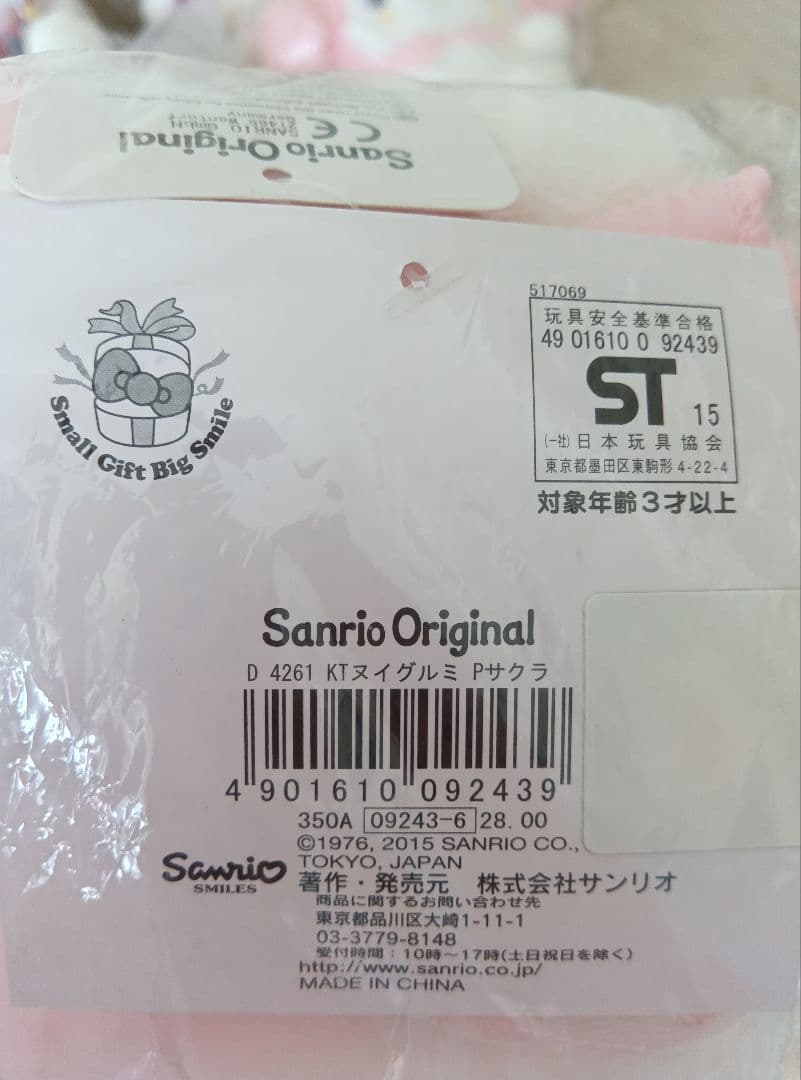 Sanrio Original
CE
SANRIO GmbH
Germany
Small Gift Big Smile
517069
玩具安全基準合格
49 01610 0 92439
ST 15
(一社)日本玩具協会
東京都墨田区東駒形4-22-4
対象年齢3才以上
Sanrio Original
D 4261 KTヌイグルミ Pサクラ
4 901610 092439
350A 09243-6 28.00
©1976, 2015 SANRIO CO.,
TOKYO, JAPAN
Sanrio
SMILES
著作・発売元 株式会社サンリオ
商品に関するお問い合わせ先
東京都品川区大崎1-11-1
03-3779-8148
受付時間：10時～17時(土日祝日を除く)
http://www.sanrio.co.jp/
MADE IN CHINA